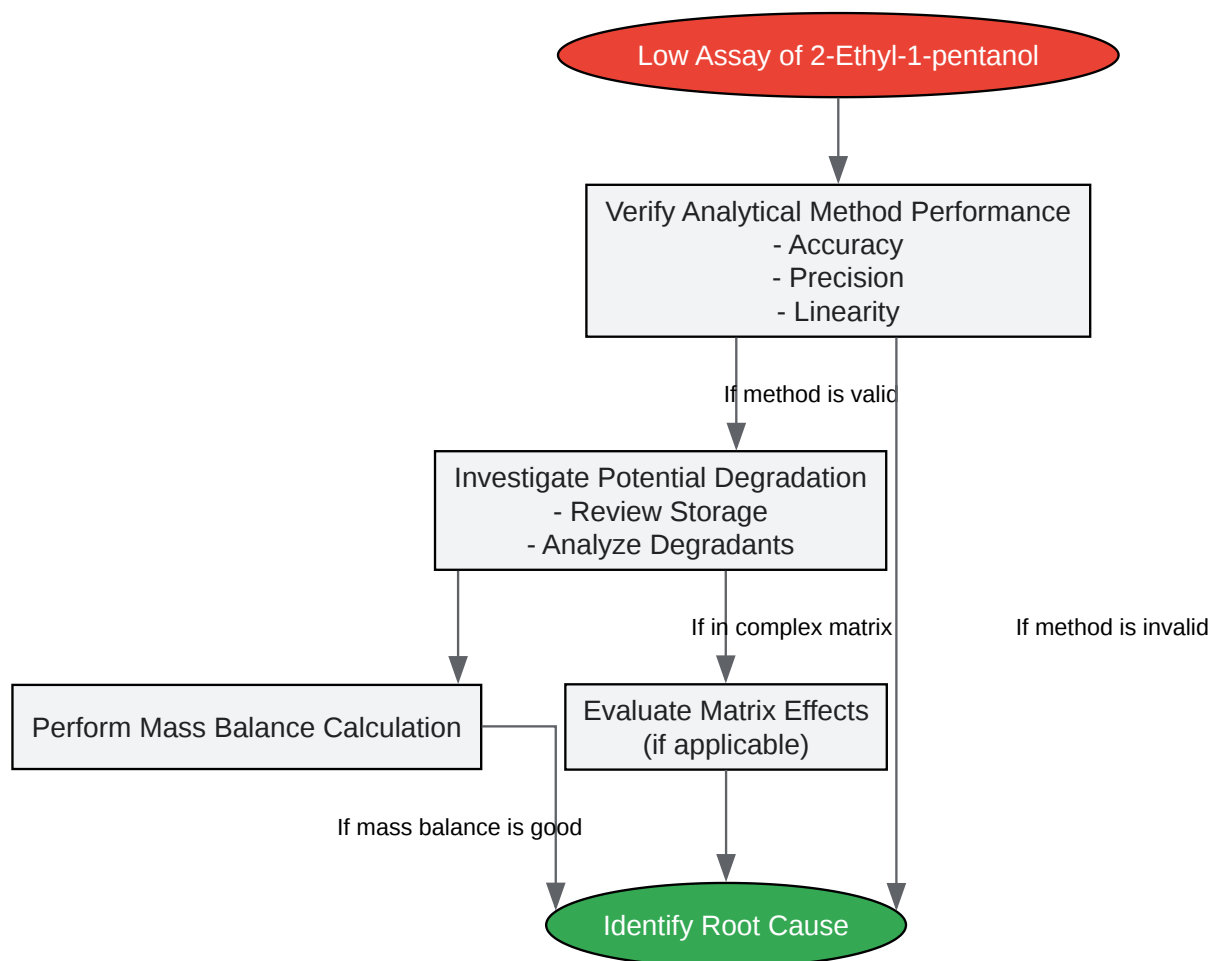 Low Assay of 2-Ethyl-1-pentanol
Verify Analytical Method Performance
- Accuracy
- Precision
- Linearity
If method is valid
Investigate Potential Degradation
- Review Storage
- Analyze Degradants
If in complex matrix
If method is invalid
Perform Mass Balance Calculation
Evaluate Matrix Effects
(if applicable)
If mass balance is good
Identify Root Cause